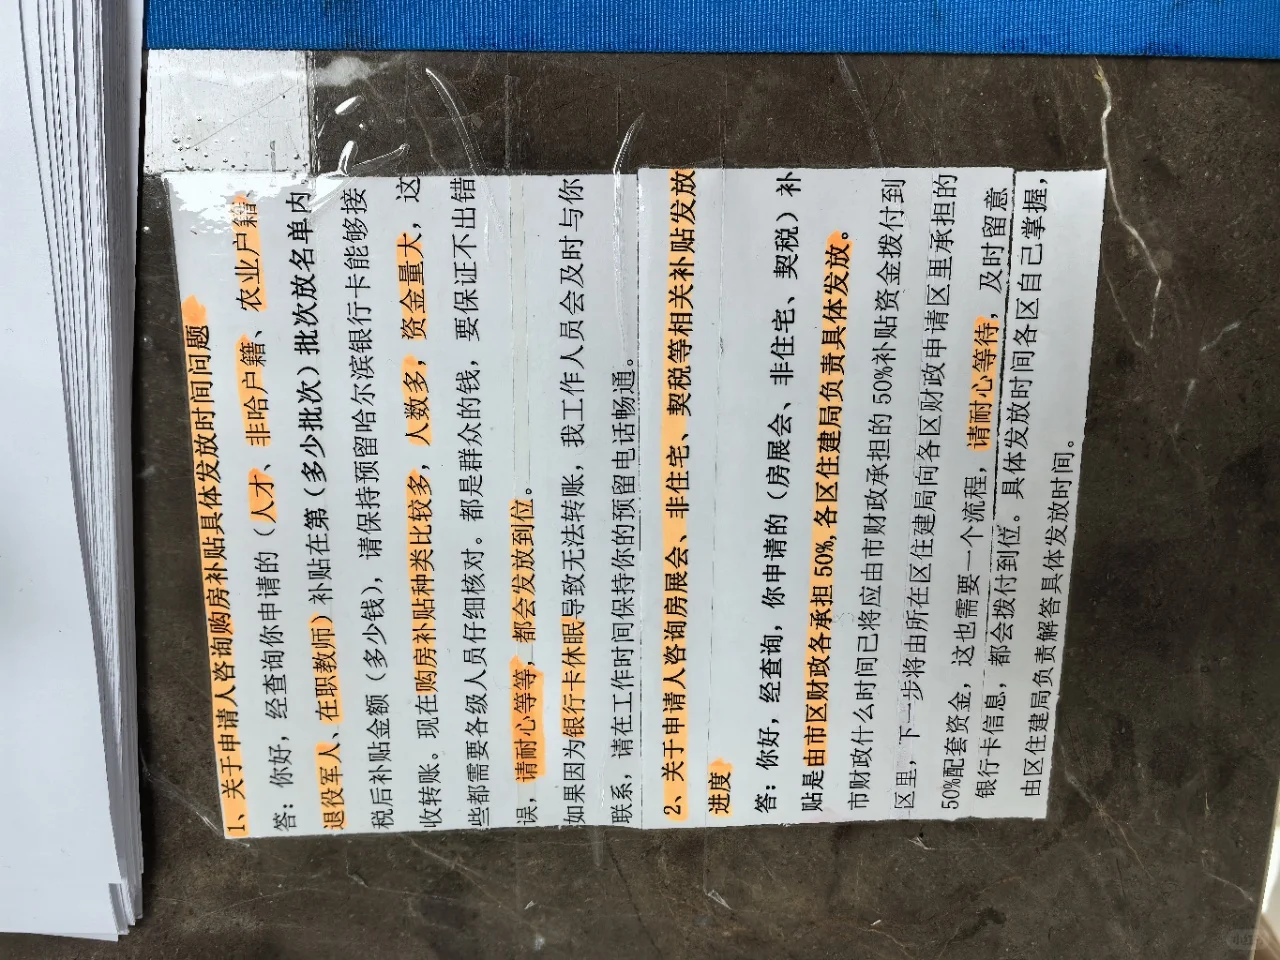 1、关于申请人咨询购房补贴具体发放时间问题
答：你好，经查询你申请的（人才、非哈户籍、农业户籍、
退役军人、在职教师）补贴在第（多少批次）批次放名单内
税后补贴金额（多少钱），请保持预留哈尔滨银行卡能够接
收转账。现在购房补贴种类比较多，人数多，资金量大，这
些都需要各级人员仔细核对。都是群众的钱，要保证不出错
误，请耐心等等，都会发放到位。
如果因为银行卡休眠导致无法转账，我工作人员会及时与你
联系，请在工作时间保持你的预留电话畅通。
2、关于申请人咨询房展会、非住宅、契税等相关补贴发放
进度
答：你好，经查询，你申请的（房展会、非住宅、契税）补
贴是由市区财政各承担50%,各区住建局负责具体发放。
市财政什么时间已将应由市财政承担的50%补贴资金拨付到
区里，下一步将由所在区住建局向各区财政申请区里承担的
50%配套资金，这也需要一个流程，请耐心等待，及时留意
银行卡信息，都会拨付到位。具体发放时间各区自己掌握，
由区住建局负责解答具体发放时间。